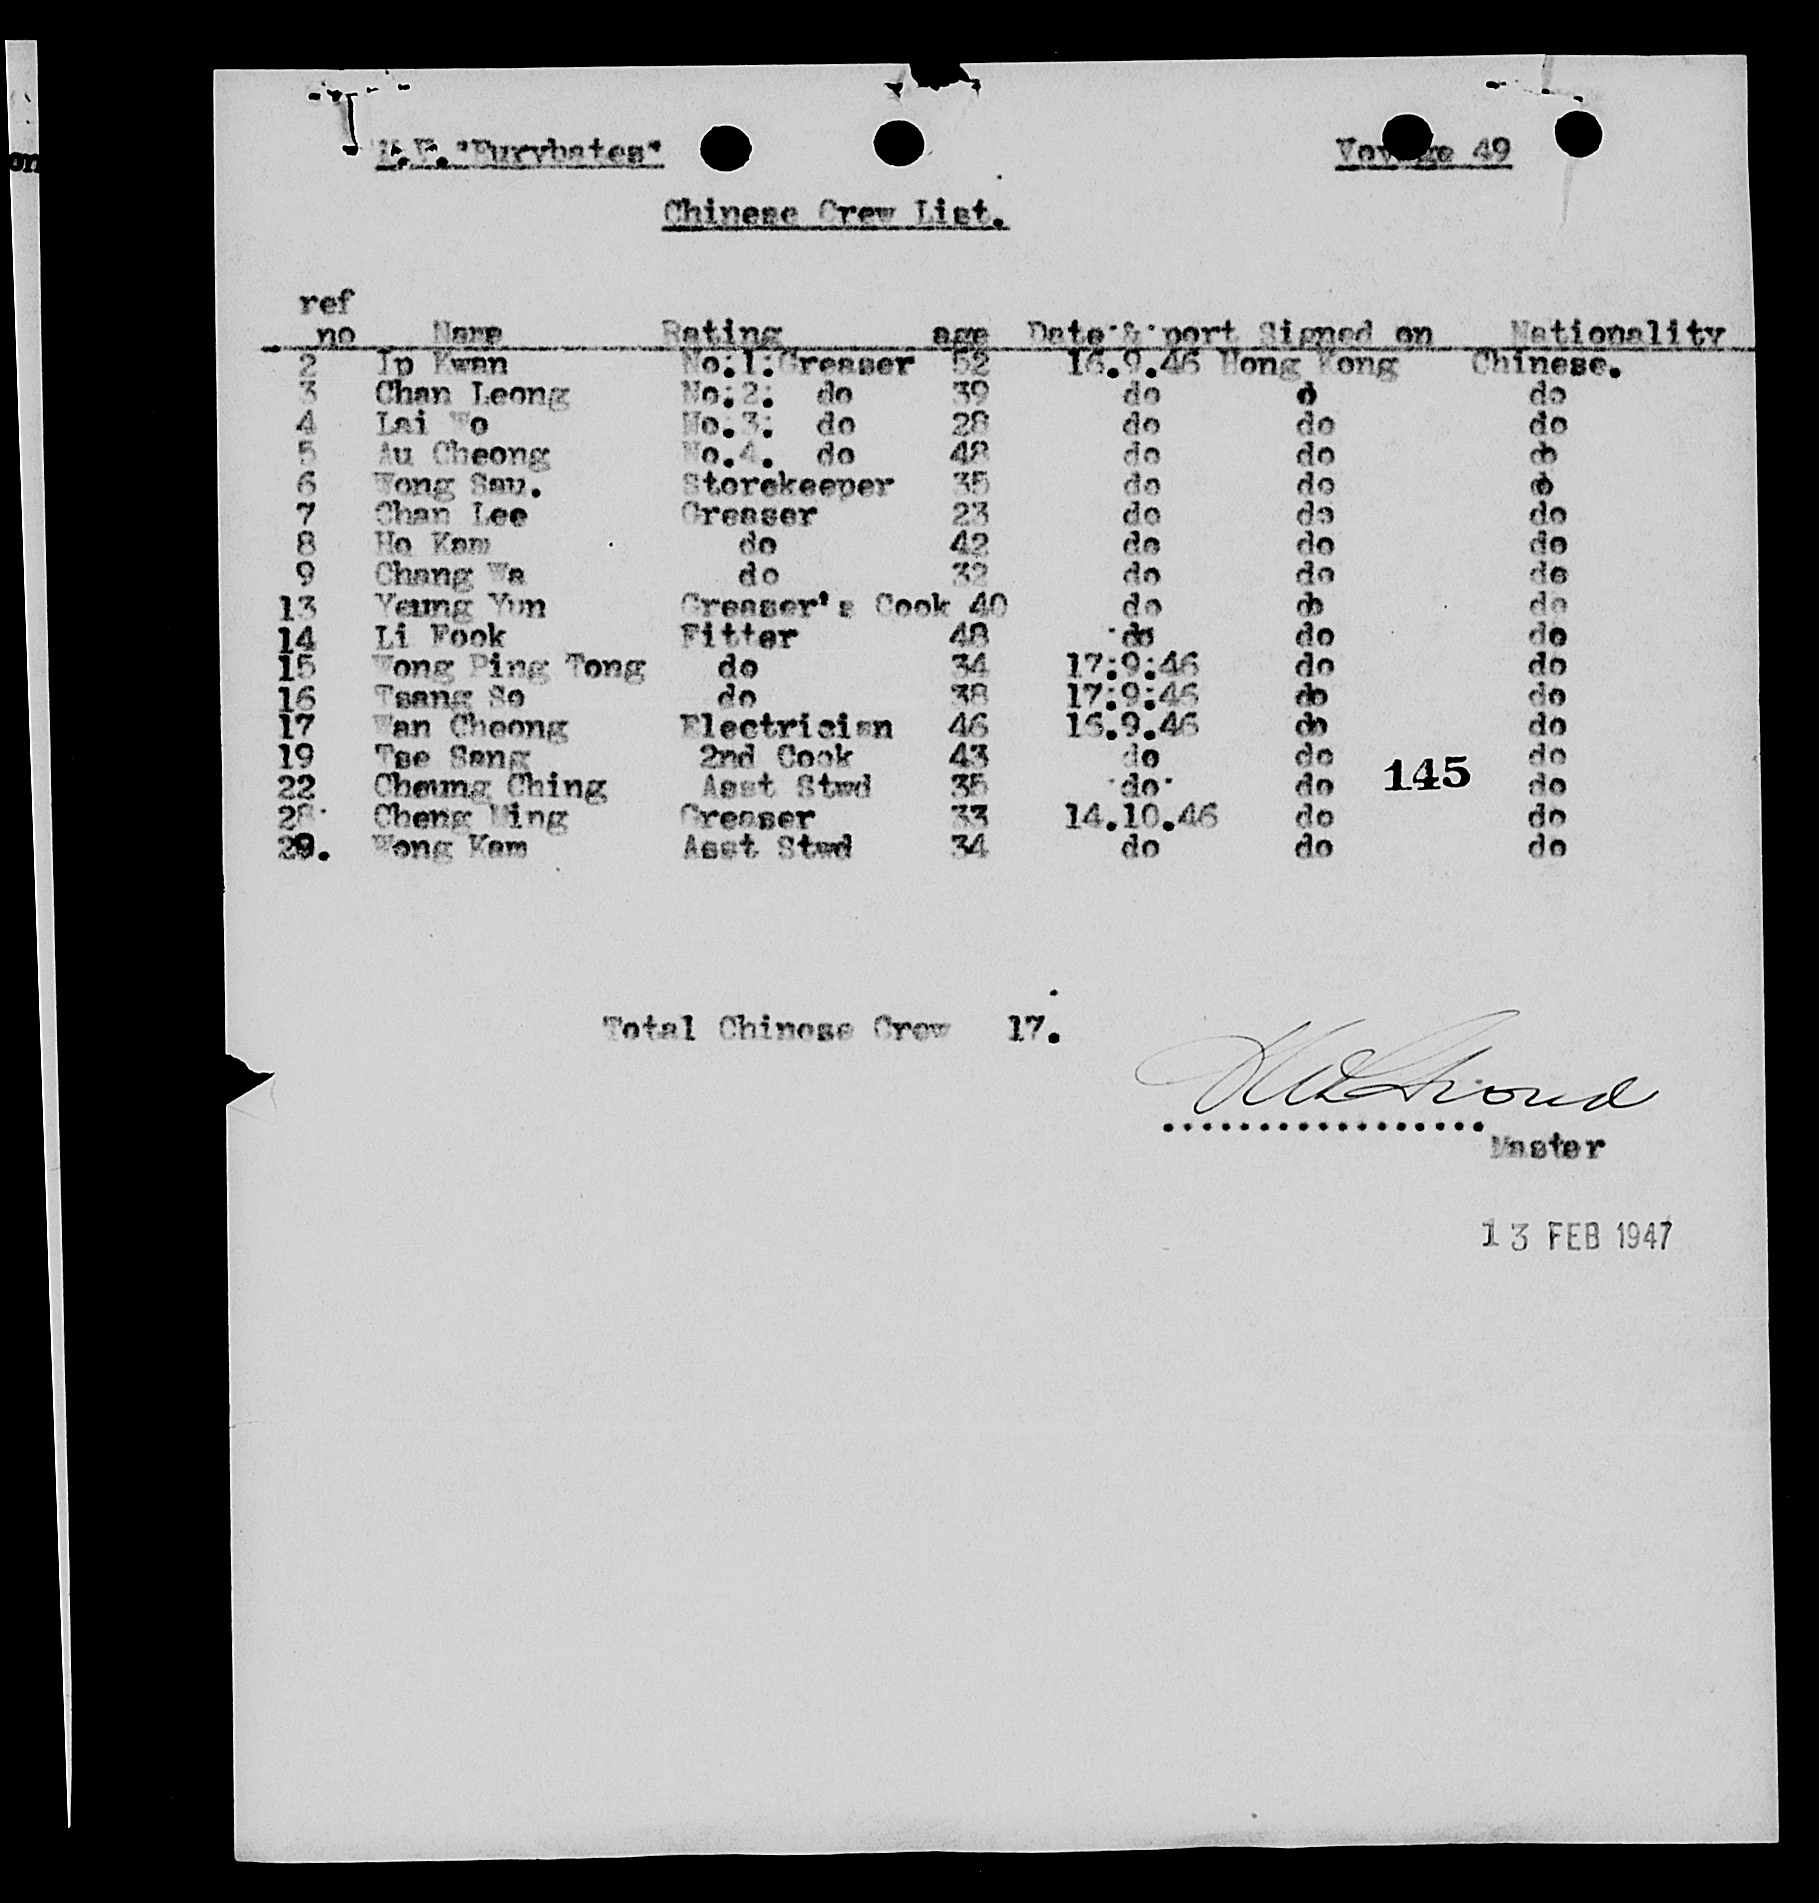 M.V."Eurybates" Voyage 49
Chinese Crew List.
ref
no Name Rating age Date & port Signed on Nationality
2 Ip Kwan No.1.Greaser 52 16.9.46 Hong Kong Chinese.
3 Chan Leong No:2: do 39 do do do
4 Lai Wo No.3: do 28 do do do
5 Au Cheong No.4. do 48 do do do
6 Wong Sau. Storekeeper 35 do do do
7 Chan Lee Greaser 23 do do do
8 Ho Kam do 42 do do do
9 Chang Wa do 32 do do do
13 Yeung Yun Greaser's Cook 40 do do do
14 Li Fook Fitter 48 do do do
15 Wong Ping Tong do 34 17:9:46 do do
16 Tsang So do 38 17:9:46 do do
17 Wan Cheong Electrician 46 16.9.46 do do
19 Tse Sang 2nd Cook 43 do do do
22 Cheung Ching Asst Stwd 35 do do 145 do
28 Cheng Ming Greaser 33 14.10.46 do do
29. Wong Kam Asst Stwd 34 do do do
Total Chinese Crew 17.
Master
13 FEB 1947